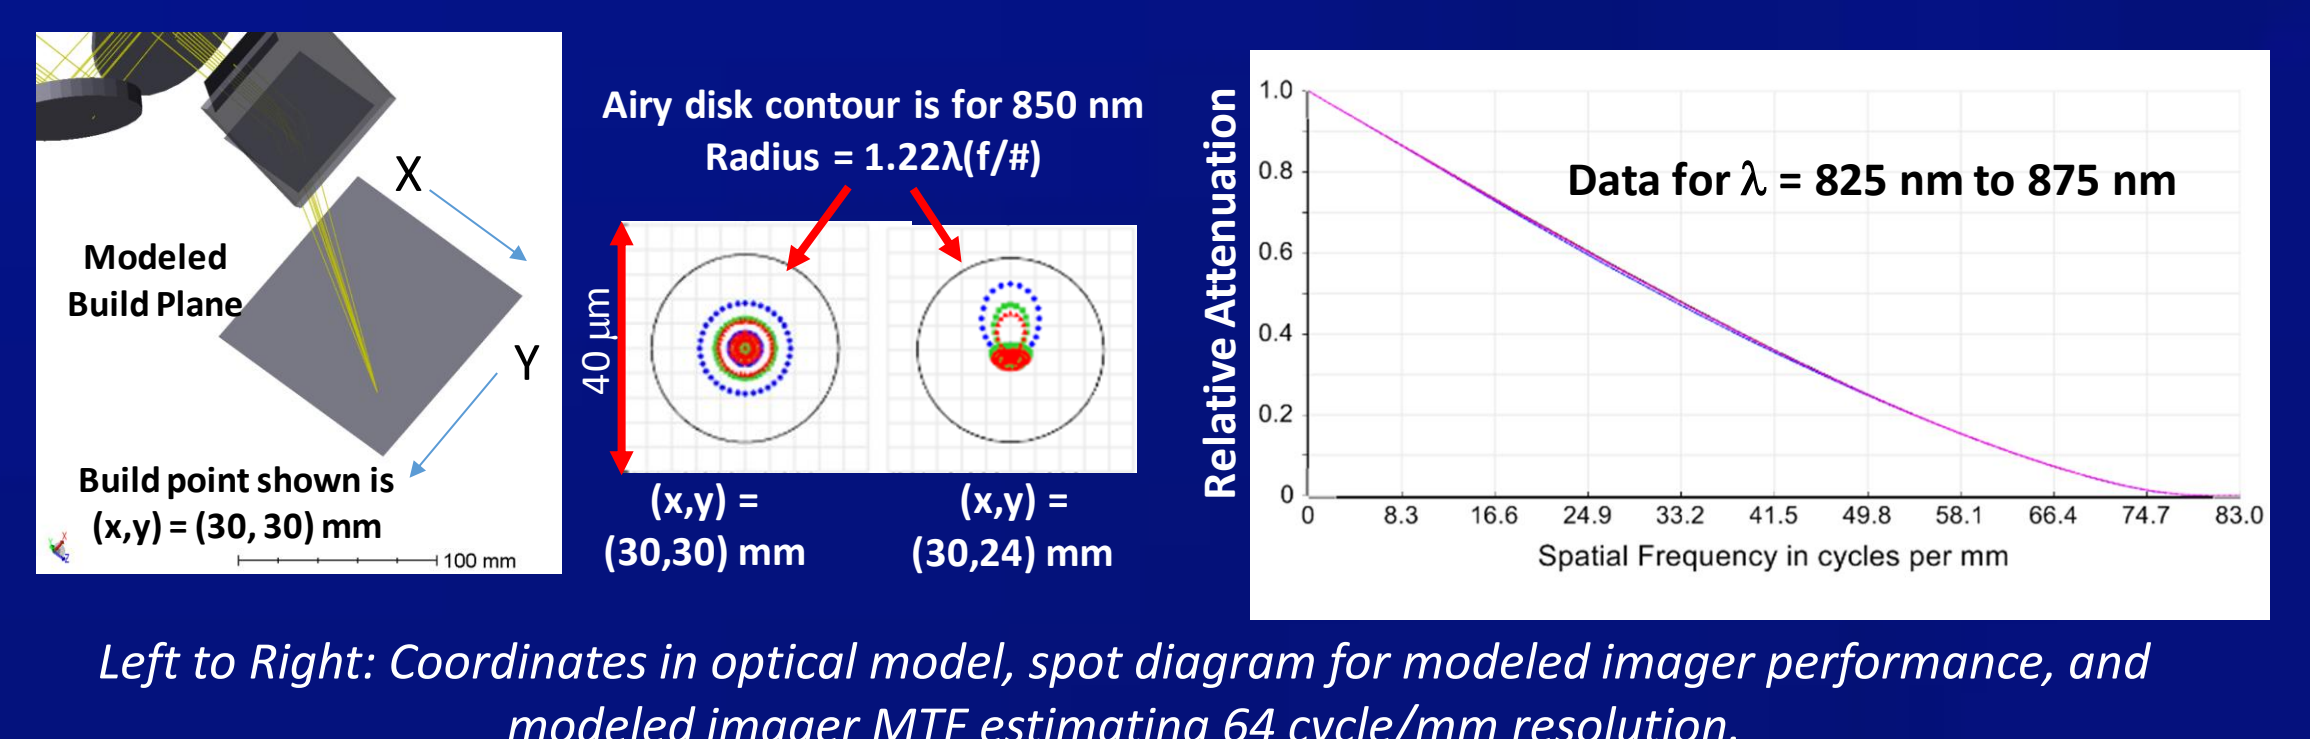 X
Modeled
Build Plane
Y
Build point shown is
(x,y) = (30, 30) mm
100 mm
Airy disk contour is for 850 nm
Radius = 1.22λ(f/#)
40 μm
(x,y) =
(30,30) mm
(x,y) =
(30,24) mm
Relative Attenuation
1.0
0.8
0.6
0.4
0.2
0
Data for λ = 825 nm to 875 nm
0 8.3 16.6 24.9 33.2 41.5 49.8 58.1 66.4 74.7 83.0
Spatial Frequency in cycles per mm
Left to Right: Coordinates in optical model, spot diagram for modeled imager performance, and
modeled imager MTF estimating 64 cycle/mm resolution.